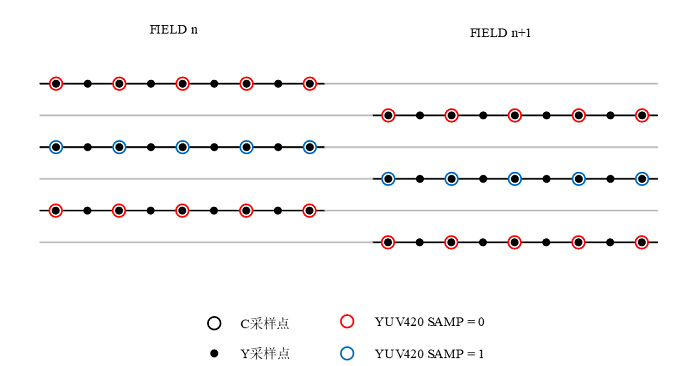 FIELD n
FIELD n+1
C采样点
YUV420 SAMP = 0
Y采样点
YUV420 SAMP = 1